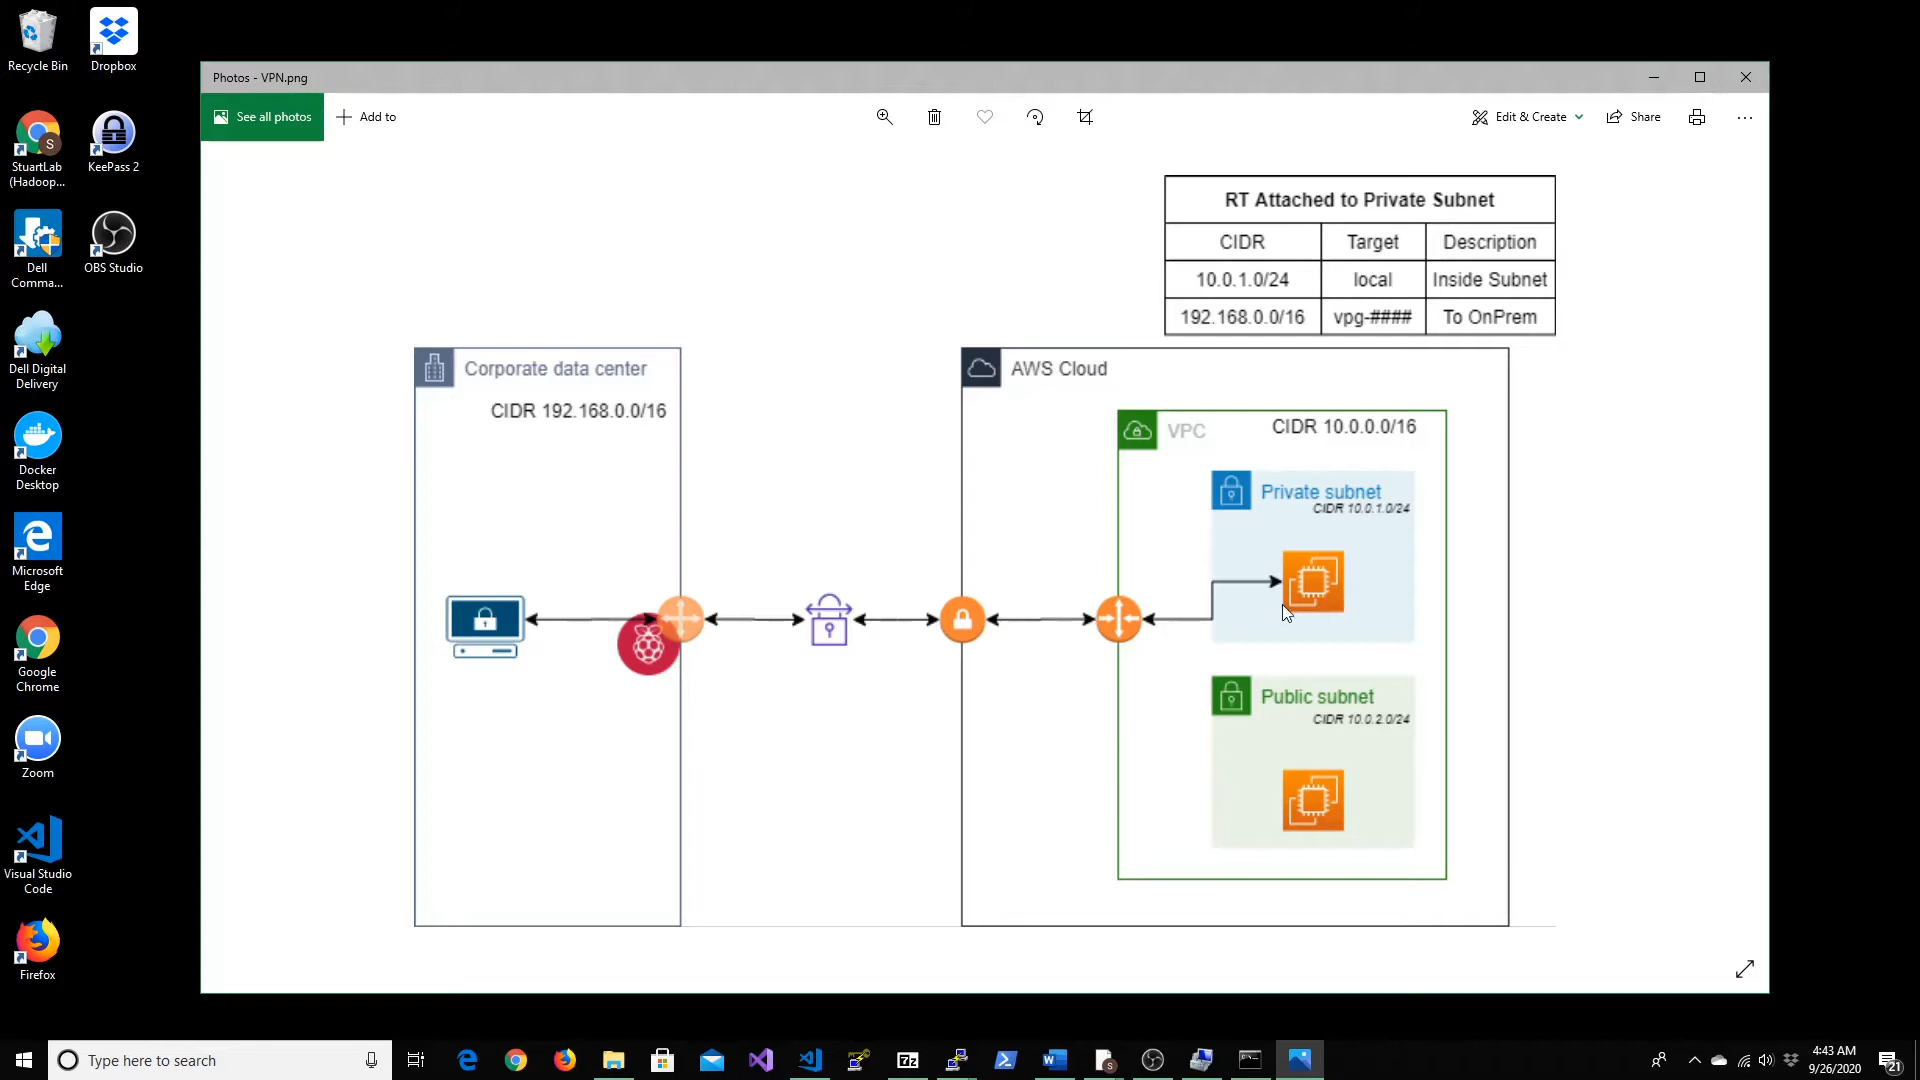 Recycle Bin
Dropbox
StuartLab
(Hadoop...
KeePass 2
Dell
Comma...
OBS Studio
Dell Digital
Delivery
Docker
Desktop
Microsoft
Edge
Google
Chrome
Zoom
Visual Studio
Code
Firefox
Photos - VPN.png
See all photos
Add to
Edit & Create
Share
RT Attached to Private Subnet
CIDR Target Description
10.0.1.0/24 local Inside Subnet
192.168.0.0/16 vpg-#### To OnPrem
Corporate data center
CIDR 192.168.0.0/16
AWS Cloud
VPC
CIDR 10.0.0.0/16
Private subnet
CIDR 10.0.1.0/24
Public subnet
CIDR 10.0.2.0/24
Type here to search
4:43 AM
9/26/2020
21